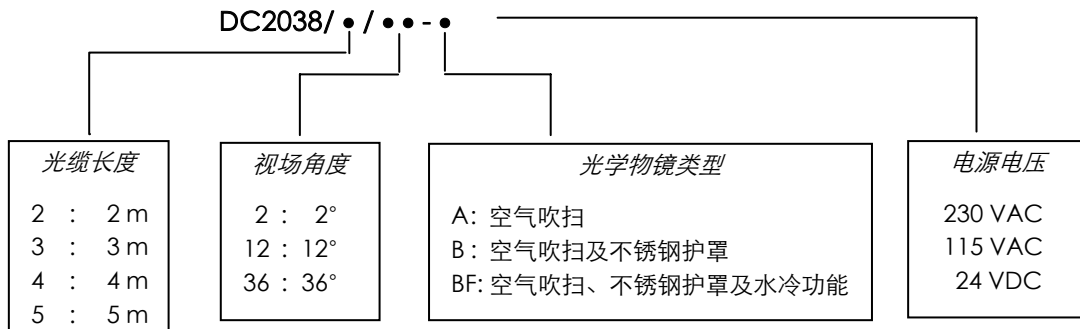 DC2038/ ● / ● ● - ●
光缆长度
2 : 2 m
3 : 3 m
4 : 4 m
5 : 5 m
视场角度
2 : 2°
12 : 12°
36 : 36°
光学物镜类型
A: 空气吹扫
B : 空气吹扫及不锈钢护罩
BF: 空气吹扫、不锈钢护罩及水冷功能
电源电压
230 VAC
115 VAC
24 VDC